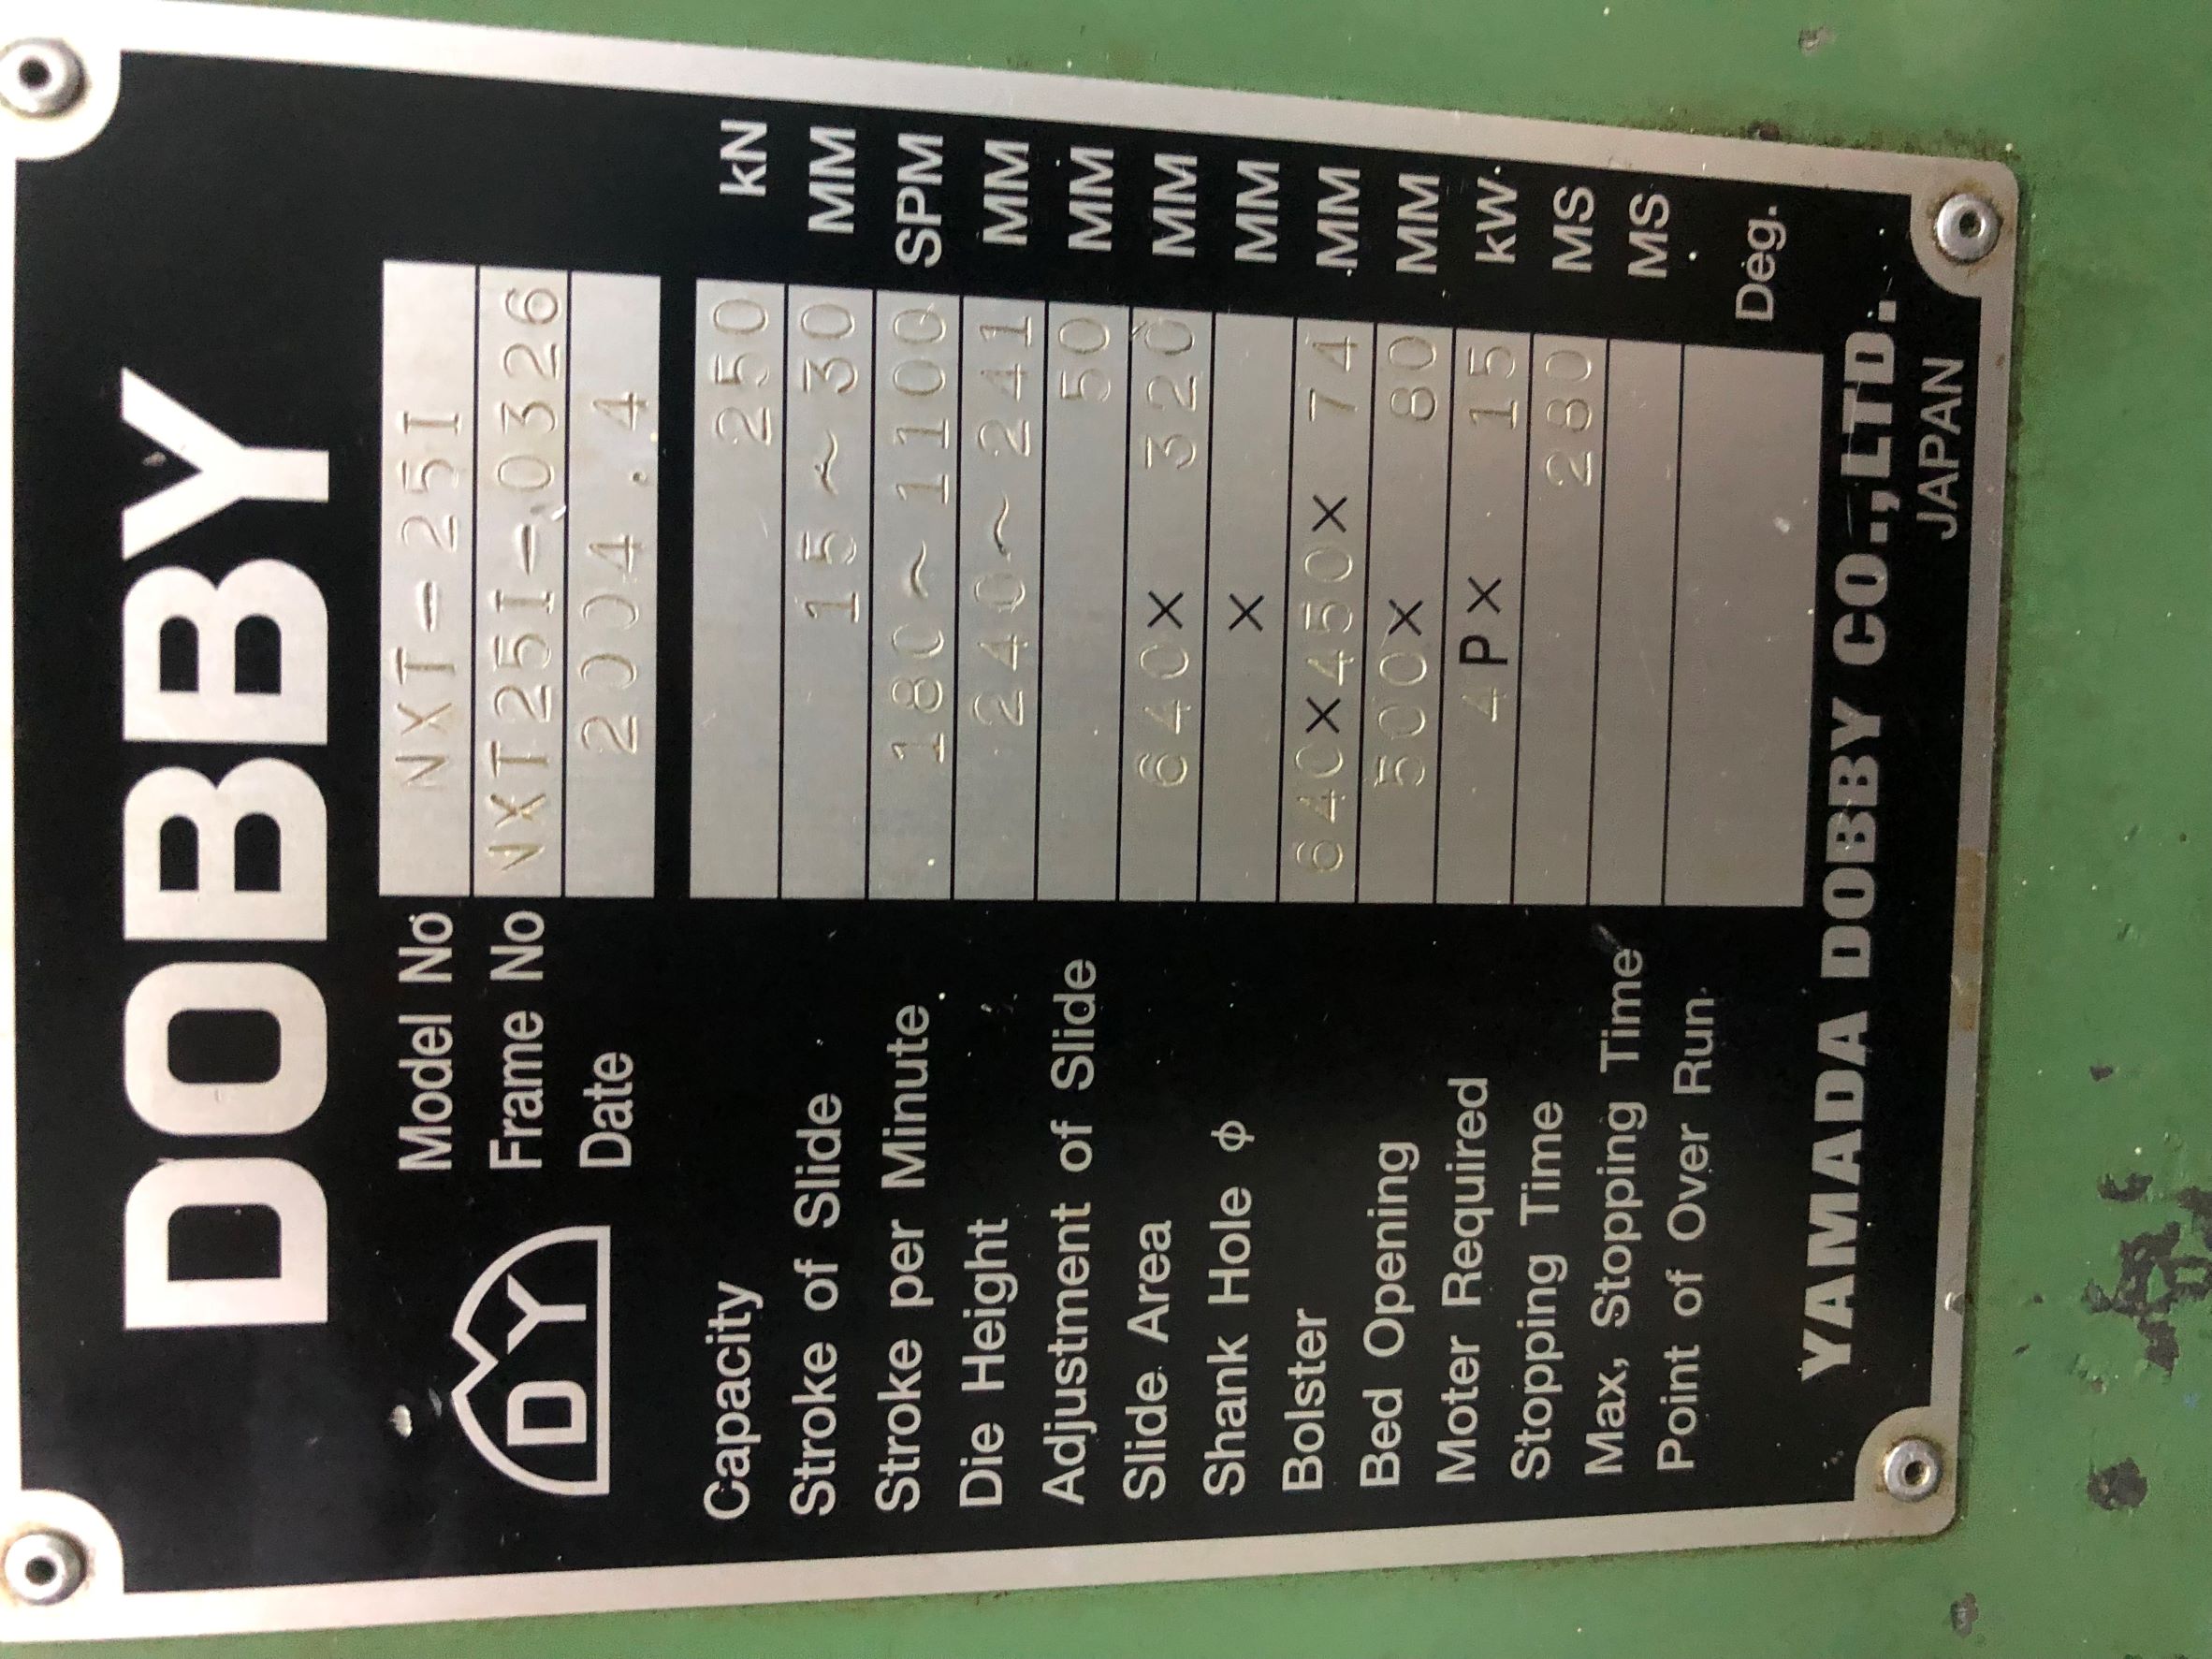 DOBBY
DY
Model No NXT-25I
Frame No NXT25I-0326
Date 2004.4
Capacity 250 kN
Stroke of Slide 15~30 MM
Stroke per Minute 180~1100 SPM
Die Height 240~241 MM
Adjustment of Slide 50 MM
Slide Area 640× 320 MM
Shank Hole φ × MM
Bolster 640×450× 74 MM
Bed Opening 500× 80 MM
Moter Required 4P× 15 kW
Stopping Time 280 MS
Max, Stopping Time MS
Point of Over Run Deg.
YAMADA DOBBY CO.,LTD.
JAPAN